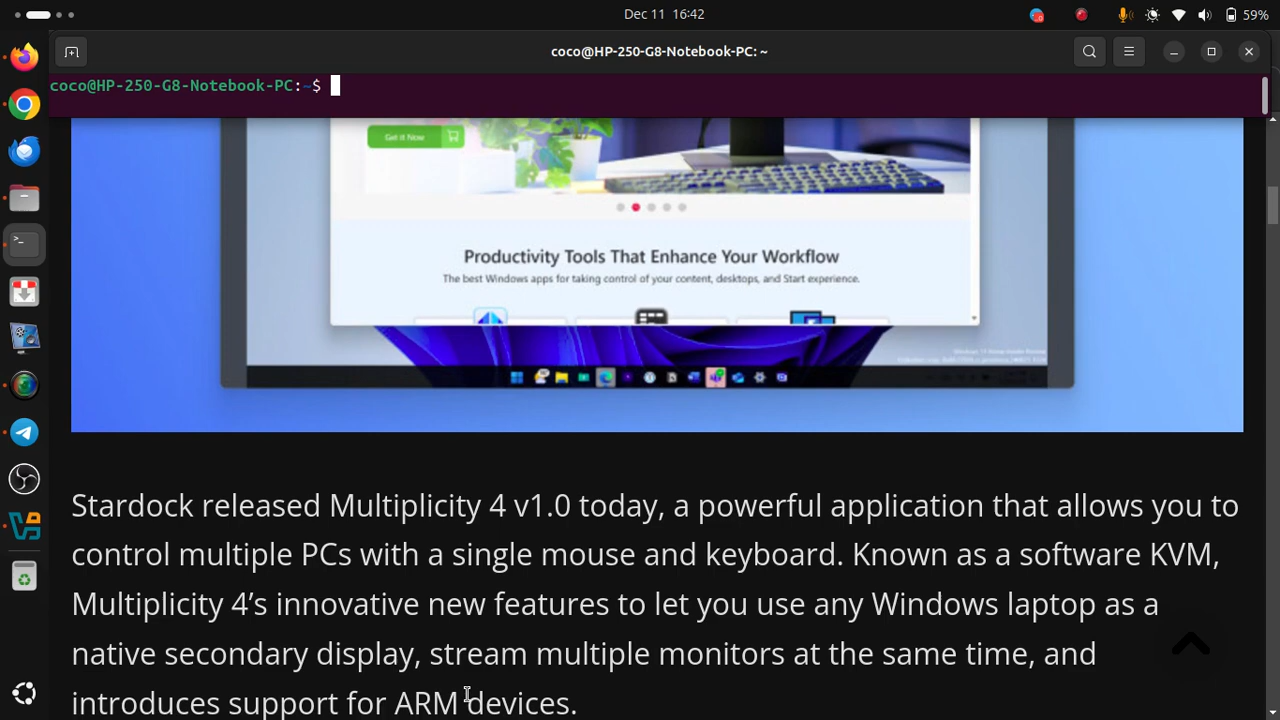 Dec 11 16:42
59%
coco@HP-250-G8-Notebook-PC: ~
coco@HP-250-G8-Notebook-PC:~$
Get it Now
Productivity Tools That Enhance Your Workflow
The best Windows apps for taking control of your content, desktops, and Start experience.
Stardock released Multiplicity 4 v1.0 today, a powerful application that allows you to
control multiple PCs with a single mouse and keyboard. Known as a software KVM,
Multiplicity 4’s innovative new features to let you use any Windows laptop as a
native secondary display, stream multiple monitors at the same time, and
introduces support for ARM devices.